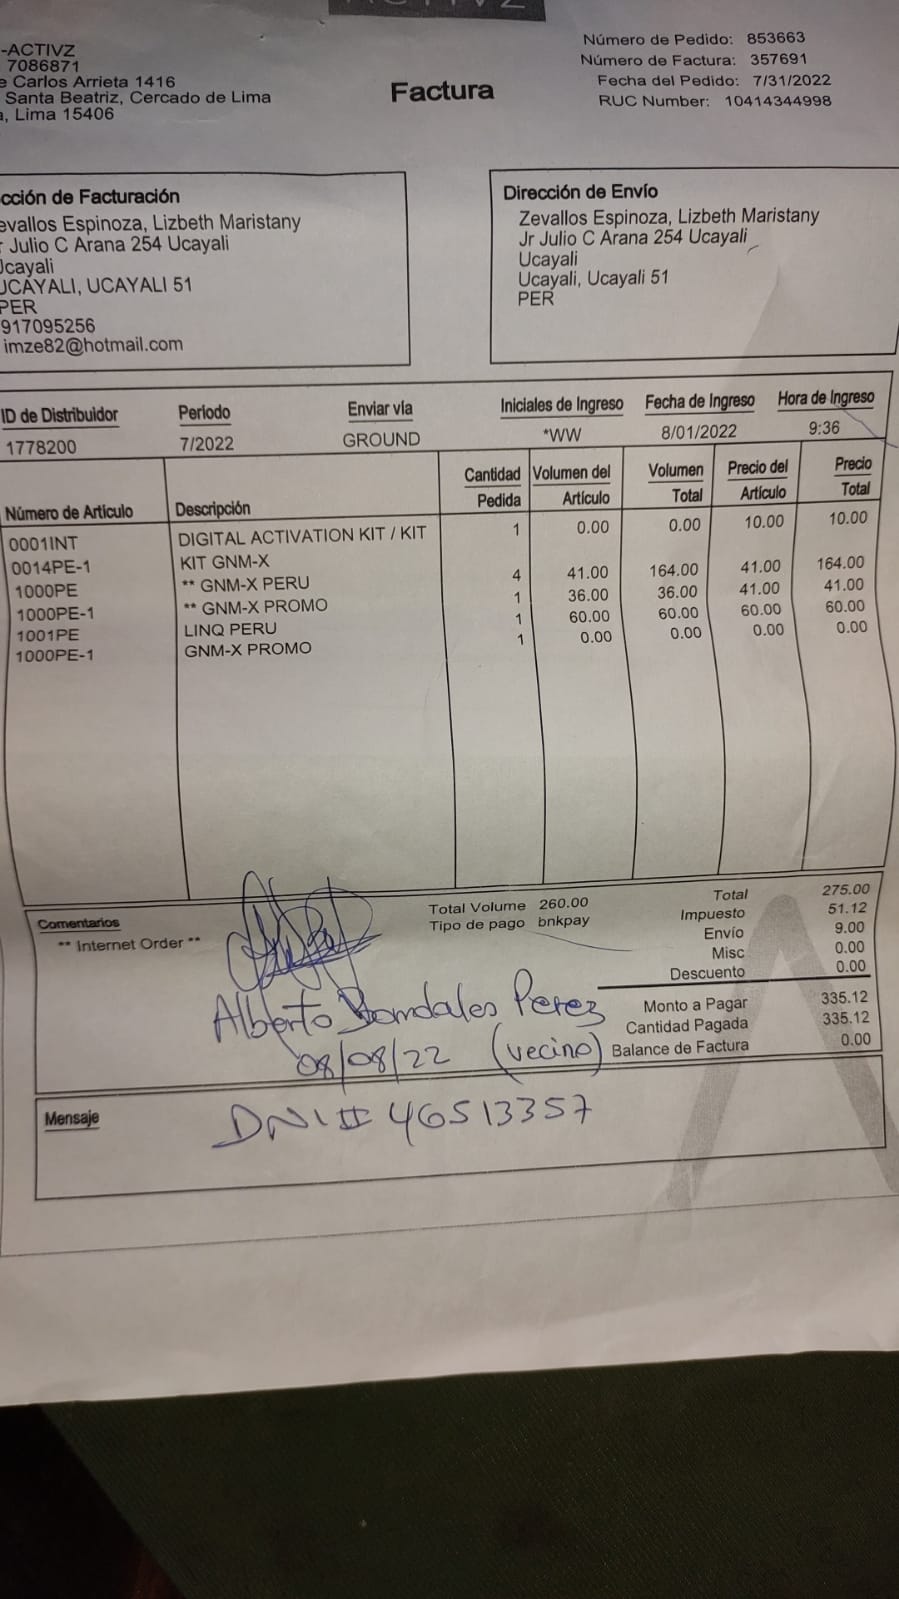 ACTIVZ
-ACTIVZ
7086871
e Carlos Arrieta 1416
Santa Beatriz, Cercado de Lima
a, Lima 15406
Factura
Número de Pedido: 853663
Número de Factura: 357691
Fecha del Pedido: 7/31/2022
RUC Number: 10414344998
cción de Facturación
evallos Espinoza, Lizbeth Maristany
r Julio C Arana 254 Ucayali
Ucayali
UCAYALI, UCAYALI 51
PER
917095256
imze82@hotmail.com
Dirección de Envío
Zevallos Espinoza, Lizbeth Maristany
Jr Julio C Arana 254 Ucayali
Ucayali
Ucayali, Ucayali 51
PER
ID de Distribuidor Período Enviar vía Iniciales de Ingreso Fecha de Ingreso Hora de Ingreso
1778200 7/2022 GROUND *WW 8/01/2022 9:36
Número de Artículo Descripción Cantidad Pedida Volumen del Artículo Volumen Total Precio del Artículo Precio Total
0001INT DIGITAL ACTIVATION KIT / KIT 1 0.00 0.00 10.00 10.00
0014PE-1 KIT GNM-X
1000PE ** GNM-X PERU 4 41.00 164.00 41.00 164.00
1000PE-1 ** GNM-X PROMO 1 36.00 36.00 41.00 41.00
1001PE LINQ PERU 1 60.00 60.00 60.00 60.00
1000PE-1 GNM-X PROMO 1 0.00 0.00 0.00 0.00
Comentarios
** Internet Order **
Total Volume 260.00
Tipo de pago bnkpay
Total 275.00
Impuesto 51.12
Envío 9.00
Misc 0.00
Descuento 0.00
Monto a Pagar 335.12
Cantidad Pagada 335.12
Balance de Factura 0.00
Alberto Perez
08/08/22 (vecino)
Mensaje
DNI # 46513357